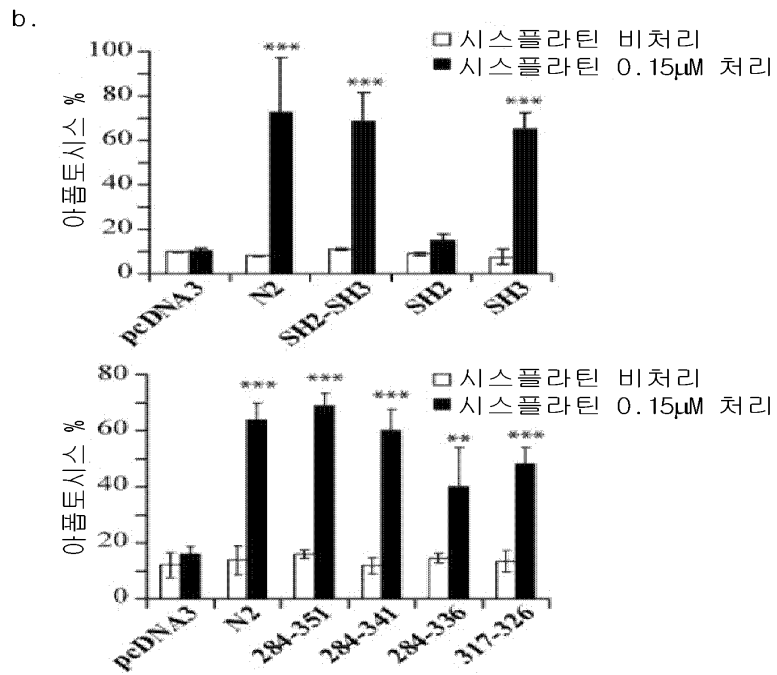 b.
100
80
60
40
20
0
아폽토시스 %
***
***
***
□ 시스플라틴 비처리
■ 시스플라틴 0.15µM 처리
pcDNA3
N2
SH2-SH3
SH2
SH3
80
60
40
20
0
아폽토시스 %
***
***
***
**
***
□ 시스플라틴 비처리
■ 시스플라틴 0.15µM 처리
pcDNA3
N2
284-351
284-341
284-336
317-326